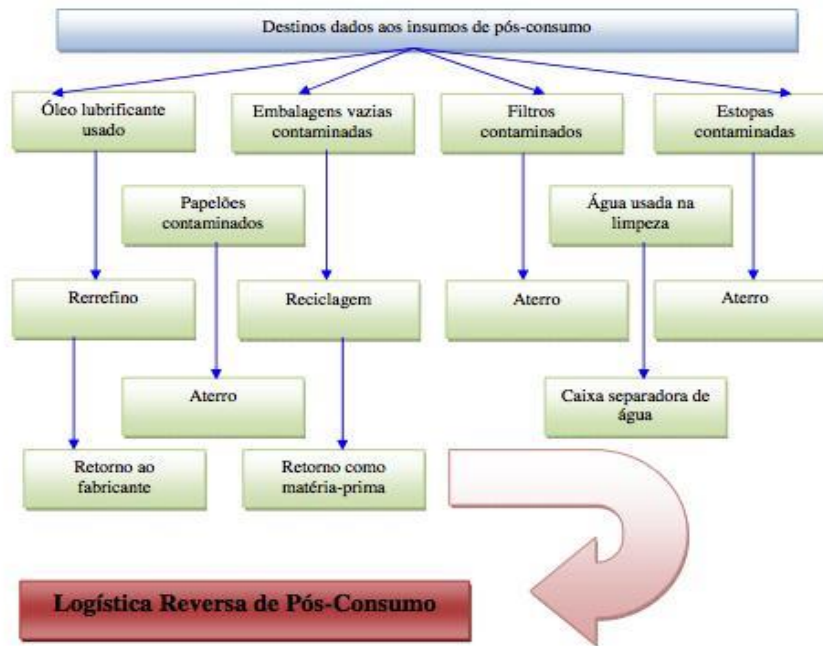 Destinos dados aos insumos de pós-consumo
Óleo lubrificante
usado
Embalagens vazias
contaminadas
Filtros
contaminados
Estopas
contaminadas
Papelões
contaminados
Água usada na
limpeza
Rerrefino
Reciclagem
Aterro
Aterro
Aterro
Caixa separadora de
água
Retorno ao
fabricante
Retorno como
matéria-prima
Logística Reversa de Pós-Consumo